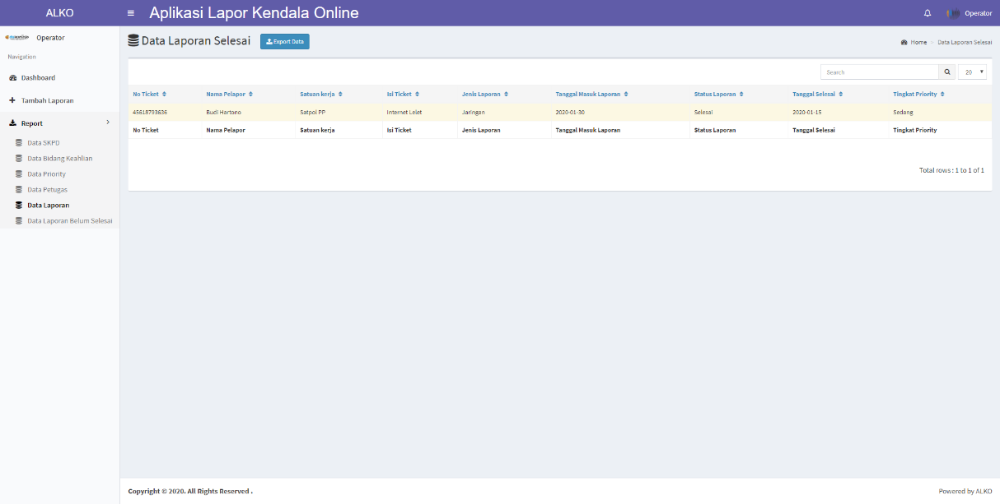 ALKO
Aplikasi Lapor Kendala Online
Operator
Operator
Navigation
Dashboard
Tambah Laporan
Report
Data SKPD
Data Bidang Keahlian
Data Priority
Data Petugas
Data Laporan
Data Laporan Belum Selesai
Data Laporan Selesai
Export Data
Home
Data Laporan Selesai
Search
20
No Ticket Nama Pelapor Satuan kerja Isi Ticket Jenis Laporan Tanggal Masuk Laporan Status Laporan Tanggal Selesai Tingkat Priority
45618793636 Budi Hartono Satpol PP Internet Lelet Jaringan 2020-01-30 Selesai 2020-01-15 Sedang
No Ticket Nama Pelapor Satuan kerja Isi Ticket Jenis Laporan Tanggal Masuk Laporan Status Laporan Tanggal Selesai Tingkat Priority
Total rows : 1 to 1 of 1
Copyright © 2020. All Rights Reserved .
Powered by ALKO